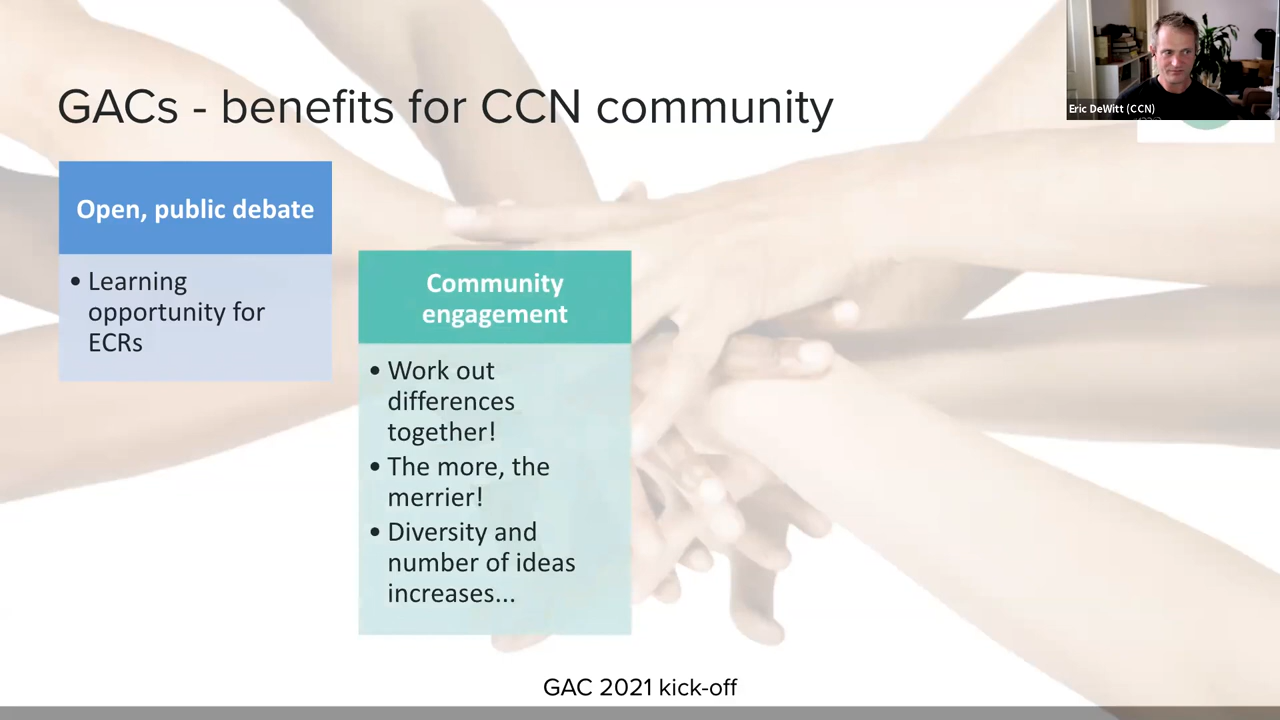 GACs - benefits for CCN community
Eric DeWitt (CCN)
Open, public debate
• Learning
opportunity for
ECRs
Community
engagement
• Work out
differences
together!
• The more, the
merrier!
• Diversity and
number of ideas
increases...
GAC 2021 kick-off